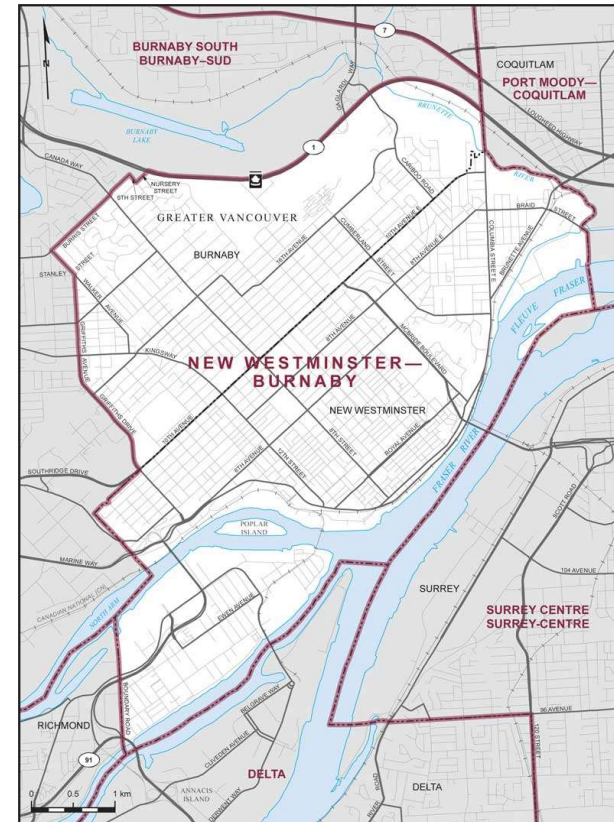 7
BURNABY SOUTH
BURNABY–SUD
COQUITLAM
PORT MOODY—
COQUITLAM
N
GAGLARDI WAY
BURNABY
LAKE
BRUNETTE
LOUGHEED HIGHWAY
1
CANADA WAY
NURSERY
STREET
9TH STREET
CARIBOO ROAD
RIVER
GREATER VANCOUVER
BURRIS STREET
BRAID
STREET
CUMBERLAND
STREET
10TH AVENUE E
8TH AVENUE E
COLUMBIA STREET E
BRUNETTE AVENUE
BURNABY
16TH AVENUE
STANLEY
STREET
WALKER
AVENUE
FLEUVE FRASER
GRIFFITHS AVENUE
KINGSWAY
8TH AVENUE
MCBRIDE BOULEVARD
NEW WESTMINSTER—
BURNABY
GRIFFITHS DRIVE
NEW WESTMINSTER
10TH AVENUE
6TH AVENUE
12TH STREET
8TH STREET
ROYAL AVENUE
SOUTHRIDGE DRIVE
FRASER RIVER
SCOTT ROAD
POPLAR
ISLAND
MARINE WAY
104 AVENUE
CANADIAN NATIONAL (CN)
SURREY
NORTH ARM
EWEN AVENUE
SURREY CENTRE
SURREY-CENTRE
BOUNDARY ROAD
BELGRAVE WAY
96 AVENUE
RICHMOND
CLIVEDEN AVENUE
120 STREET
91
DELTA
ANNACIS
ISLAND
DERWENT WAY
RIVER
ROAD
DELTA
0 0.5 1 km